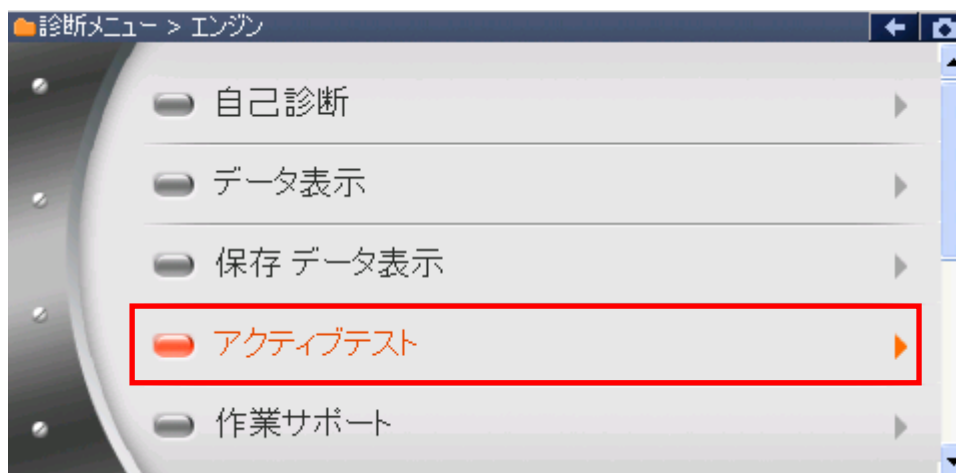 診断メニュー > エンジン
自己診断
データ表示
保存 データ表示
アクティブテスト
作業サポート